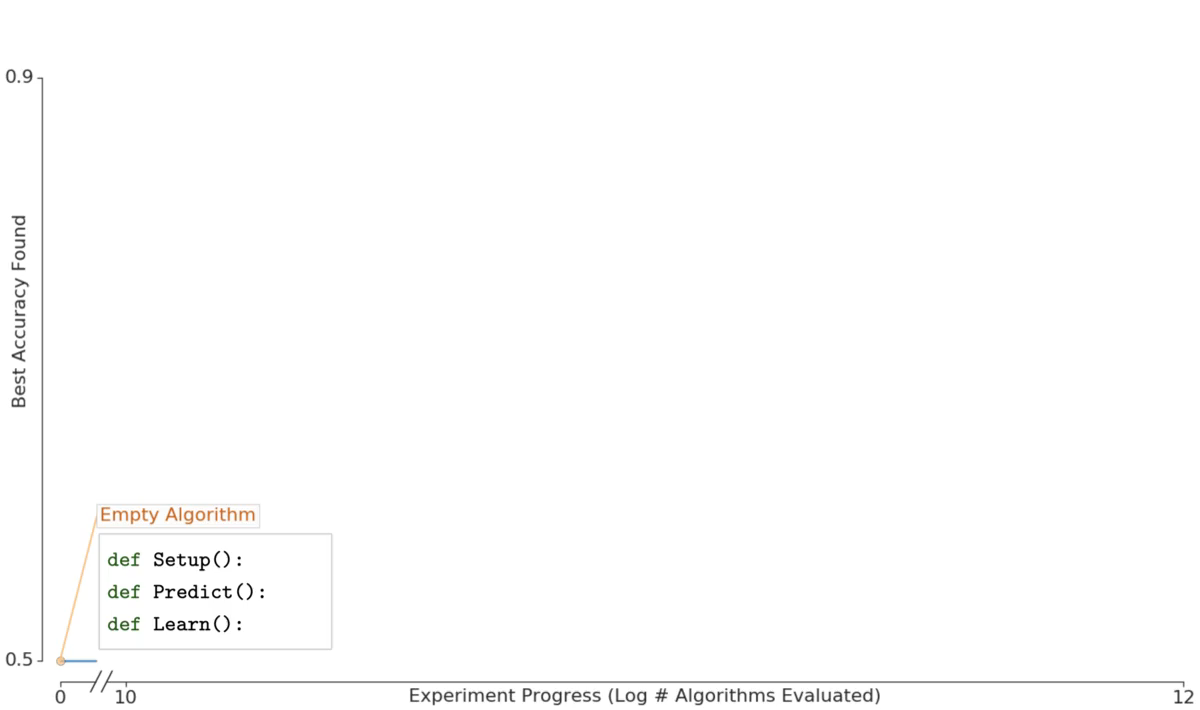 0.9
Best Accuracy Found
Empty Algorithm
def Setup():
def Predict():
def Learn():
0.5
0
10
Experiment Progress (Log # Algorithms Evaluated)
12